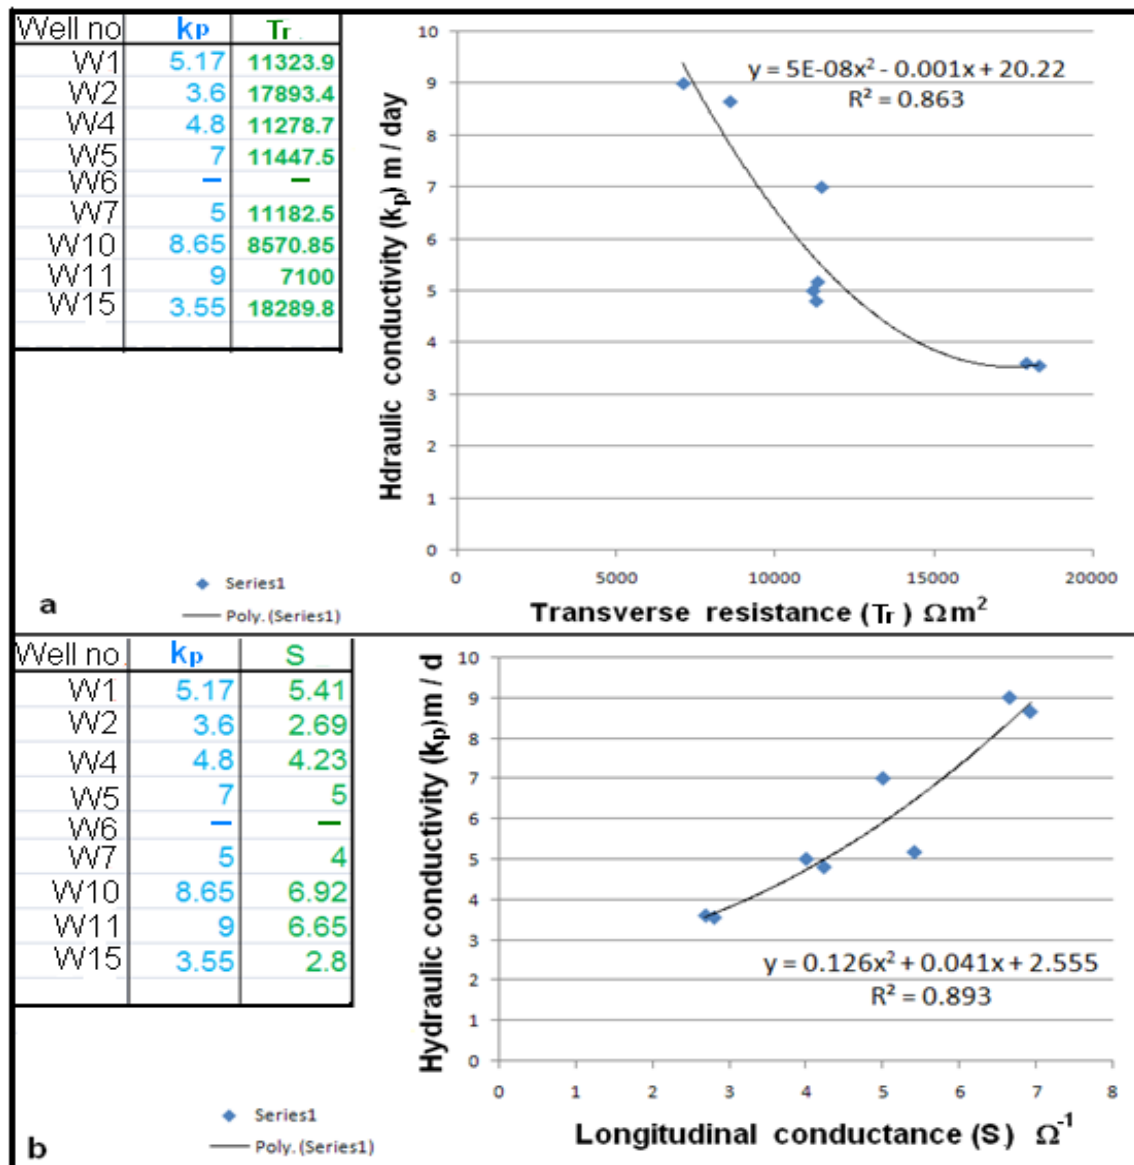 Well no kp Tr
W1 5.17 11323.9
W2 3.6 17893.4
W4 4.8 11278.7
W5 7 11447.5
W6 – –
W7 5 11182.5
W10 8.65 8570.85
W11 9 7100
W15 3.55 18289.8
Hdraulic conductivity (kp) m / day
10
9
8
7
6
5
4
3
2
1
0
y = 5E-08x² - 0.001x + 20.22
R² = 0.863
0 5000 10000 15000 20000
Transverse resistance (Tr ) Ωm²
Series1
Poly. (Series1)
a
Well no. kp S
W1 5.17 5.41
W2 3.6 2.69
W4 4.8 4.23
W5 7 5
W6 – –
W7 5 4
W10 8.65 6.92
W11 9 6.65
W15 3.55 2.8
Hydraulic conductivity (kp)m / d
10
9
8
7
6
5
4
3
2
1
0
y = 0.126x² + 0.041x + 2.555
R² = 0.893
0 1 2 3 4 5 6 7 8
Longitudinal conductance (S) Ω⁻¹
Series1
Poly. (Series1)
b